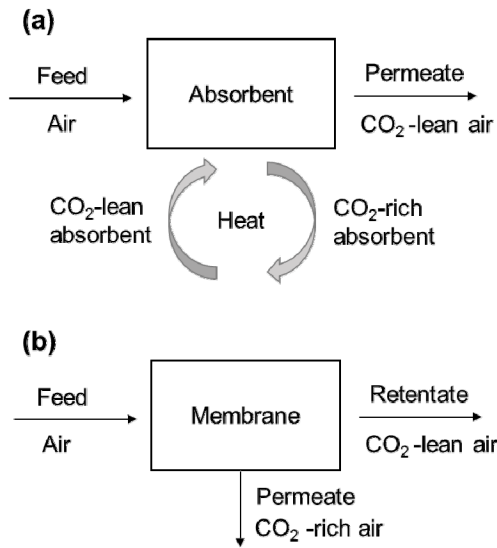 (a)
Feed
Air
Absorbent
Permeate
CO₂-lean air
CO₂-lean
absorbent
Heat
CO₂-rich
absorbent
(b)
Feed
Air
Membrane
Retentate
CO₂-lean air
Permeate
CO₂-rich air